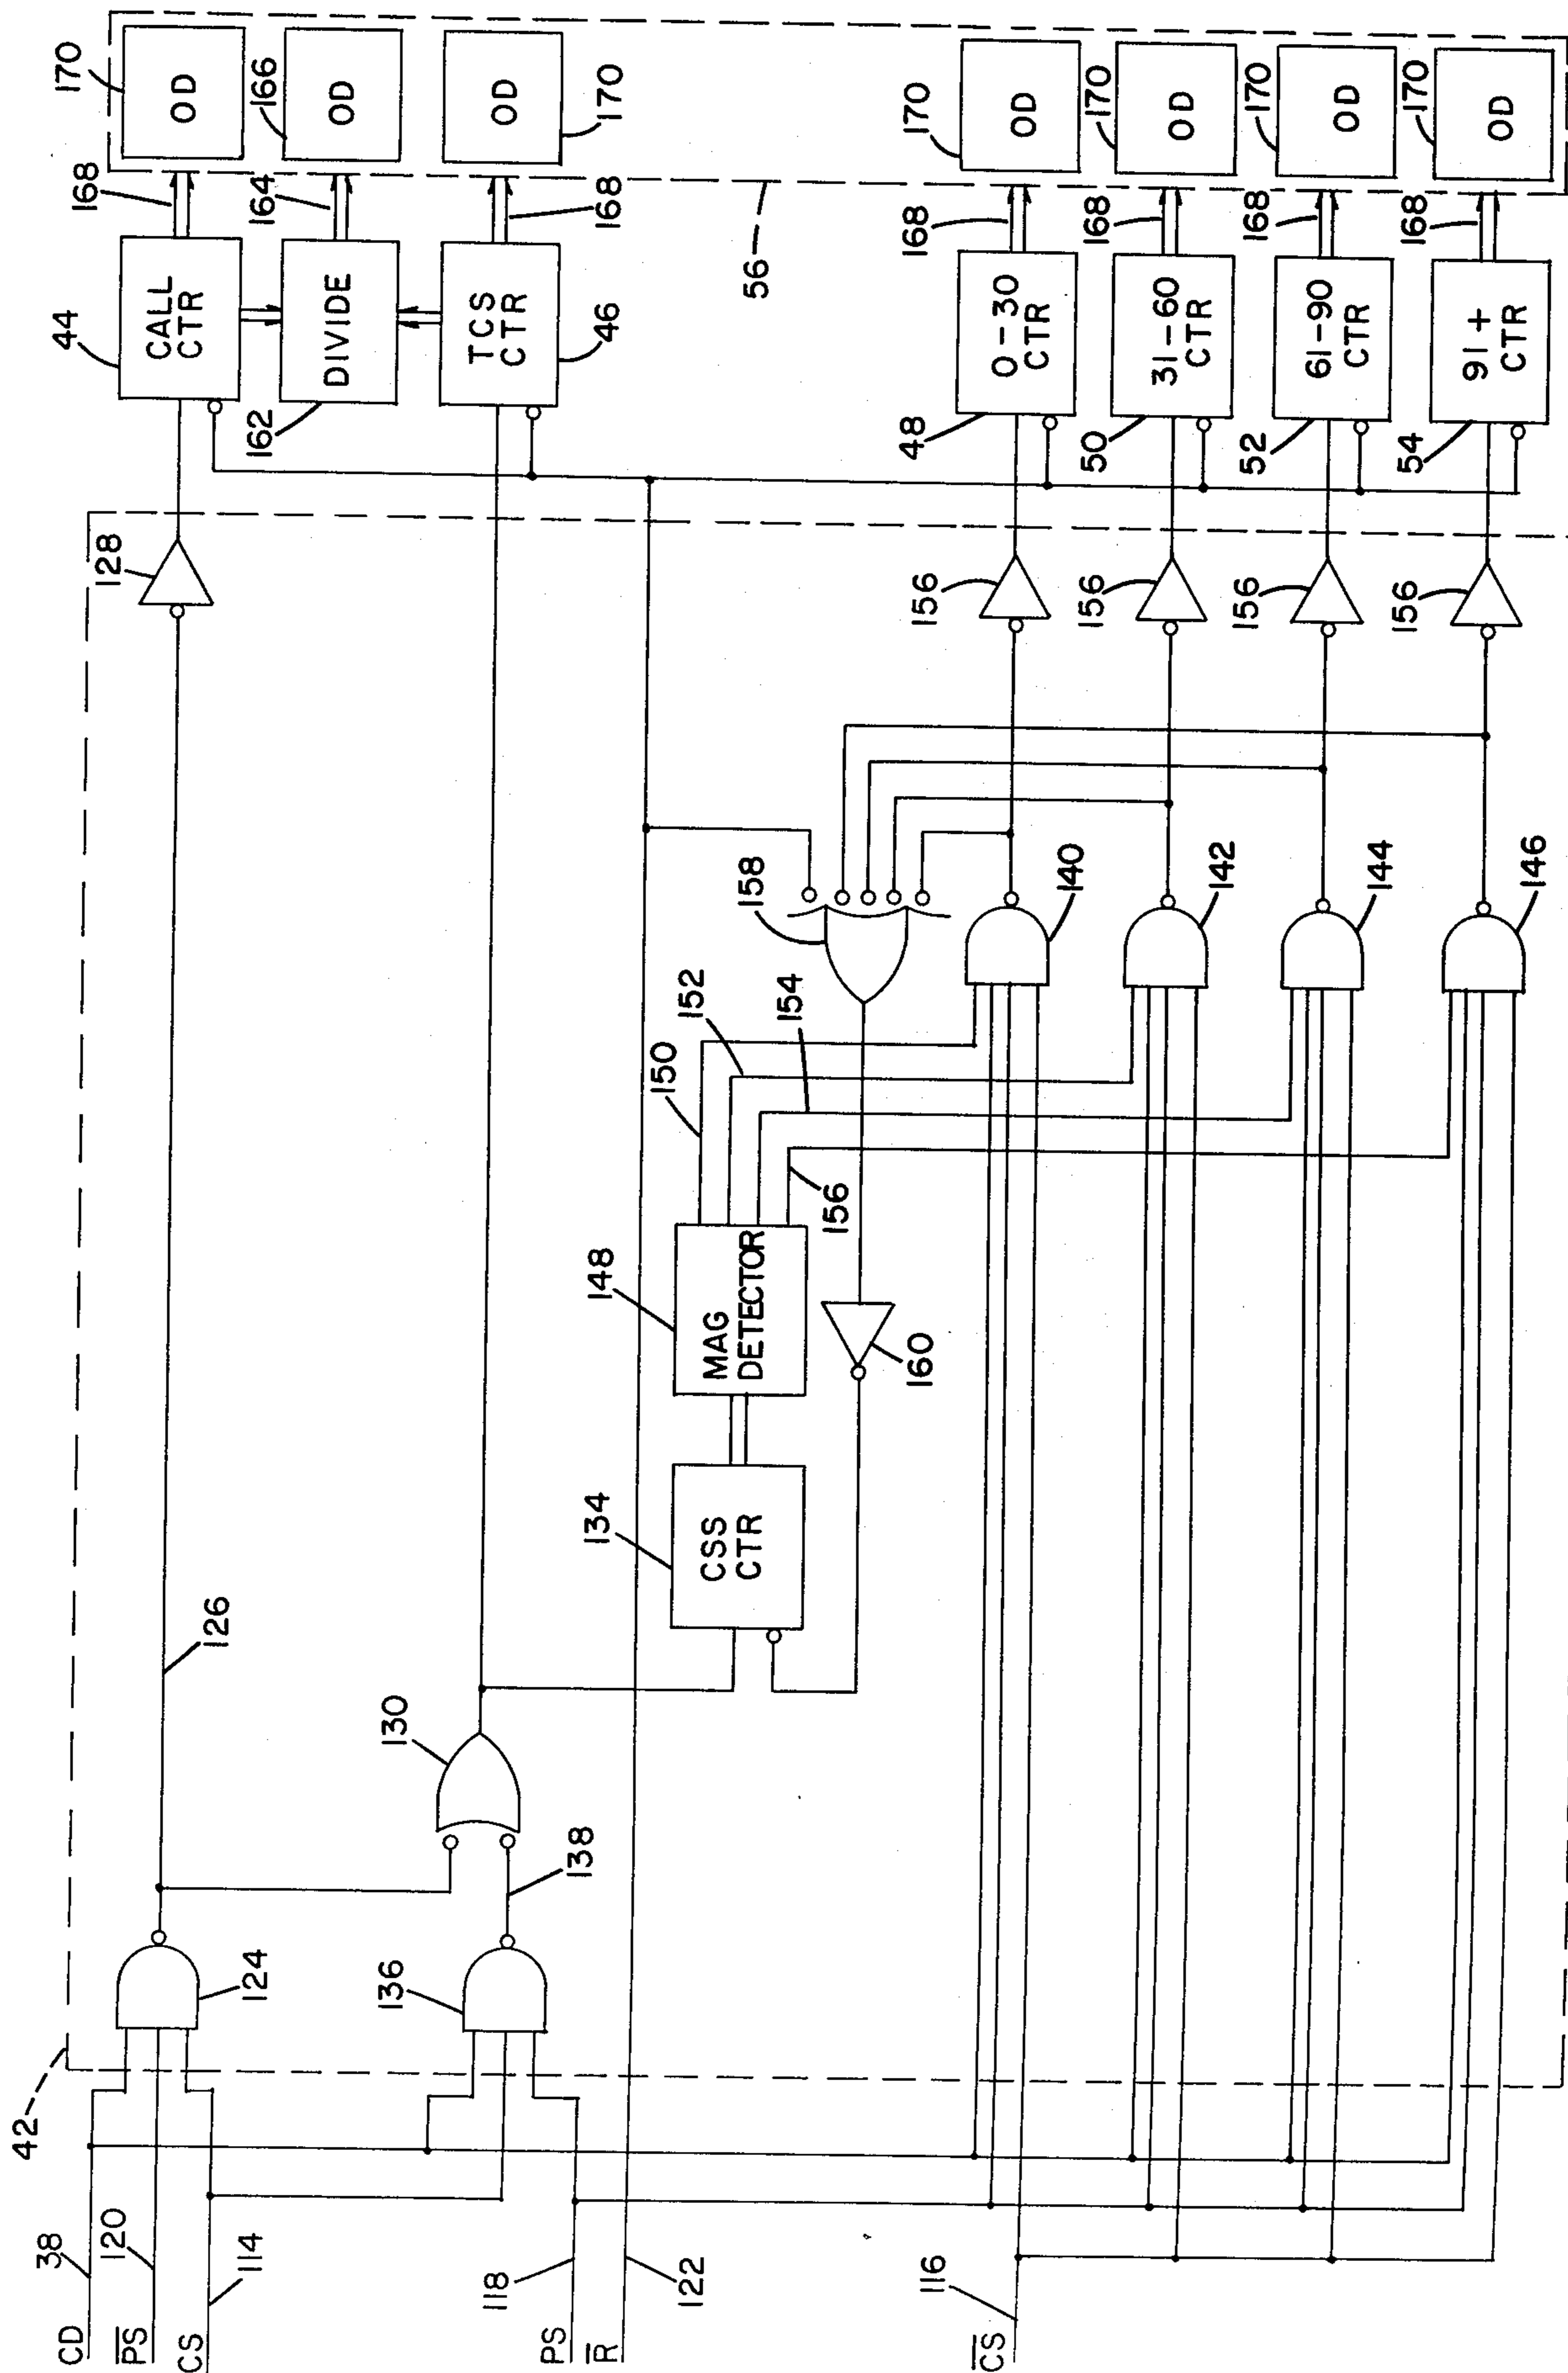 42
CD
38
P̅S̅
120
CS
114
124
126
128
44
CALL
CTR
168
170
OD
162
DIVIDE
164
166
OD
136
138
130
46
TCS
CTR
168
170
OD
PS
118
R̅
122
56
134
CSS
CTR
148
MAG
DETECTOR
150
152
154
156
158
160
C̅S̅
116
140
156
48
0-30
CTR
168
170
OD
142
156
50
31-60
CTR
168
170
OD
144
156
52
61-90
CTR
168
170
OD
146
156
54
91+
CTR
168
170
OD